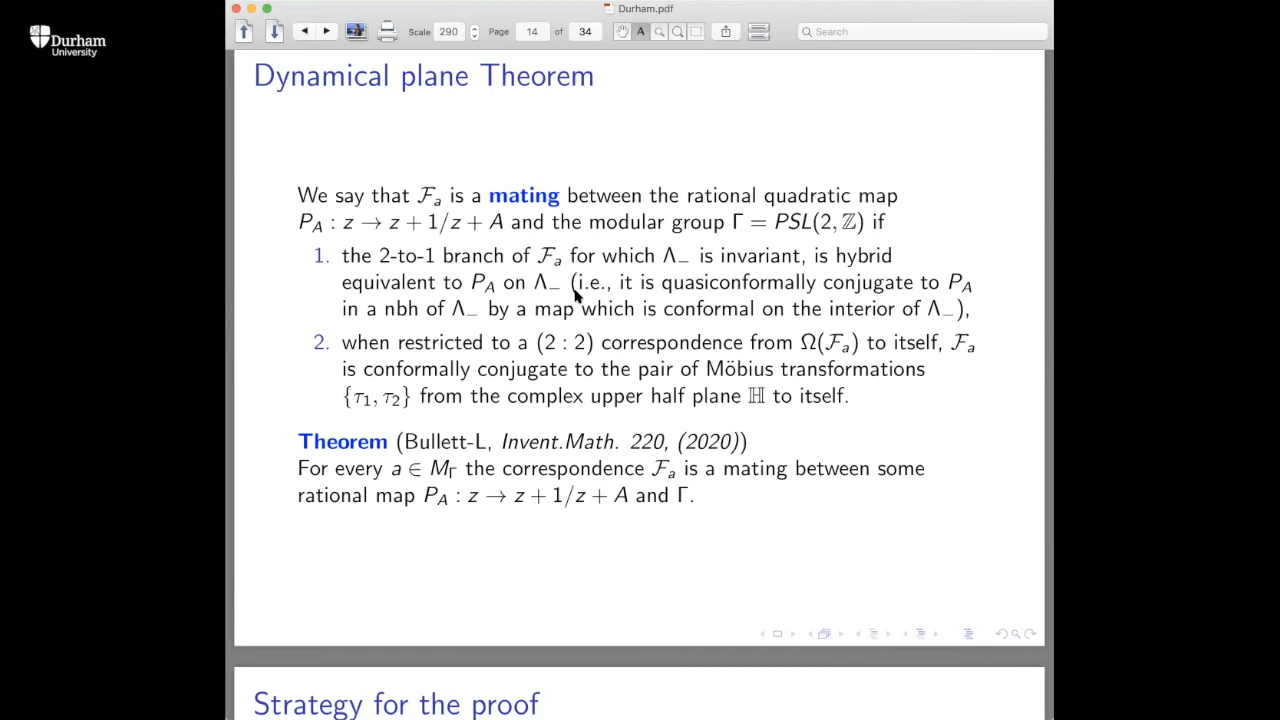 Durham.pdf
Durham
University
Scale 290 Page 14 of 34 Search
Dynamical plane Theorem
We say that ℱₐ is a mating between the rational quadratic map
P_A : z → z + 1/z + A and the modular group Γ = PSL(2, ℤ) if
1. the 2-to-1 branch of ℱₐ for which Λ₋ is invariant, is hybrid
equivalent to P_A on Λ₋ (i.e., it is quasiconformally conjugate to P_A
in a nbh of Λ₋ by a map which is conformal on the interior of Λ₋),
2. when restricted to a (2 : 2) correspondence from Ω(ℱₐ) to itself, ℱₐ
is conformally conjugate to the pair of Möbius transformations
{τ₁, τ₂} from the complex upper half plane ℍ to itself.
Theorem (Bullett-L, Invent.Math. 220, (2020))
For every a ∈ M_Γ the correspondence ℱₐ is a mating between some
rational map P_A : z → z + 1/z + A and Γ.
Strategy for the proof